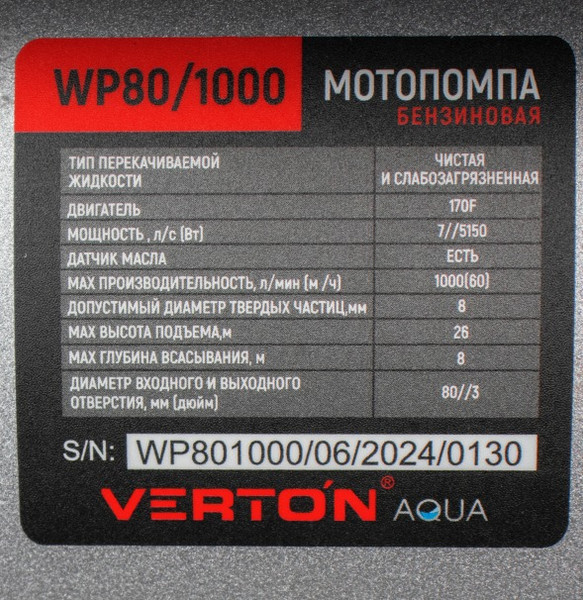 WP80/1000 МОТОПОМПА
БЕНЗИНОВАЯ
ТИП ПЕРЕКАЧИВАЕМОЙ ЧИСТАЯ
ЖИДКОСТИ И СЛАБОЗАГРЯЗНЕННАЯ
ДВИГАТЕЛЬ 170F
МОЩНОСТЬ , л/с (Вт) 7//5150
ДАТЧИК МАСЛА ЕСТЬ
MAX ПРОИЗВОДИТЕЛЬНОСТЬ, л/мин (м /ч) 1000(60)
ДОПУСТИМЫЙ ДИАМЕТР ТВЕРДЫХ ЧАСТИЦ,мм 8
MAX ВЫСОТА ПОДЪЕМА,м 26
MAX ГЛУБИНА ВСАСЫВАНИЯ, м 8
ДИАМЕТР ВХОДНОГО И ВЫХОДНОГО
ОТВЕРСТИЯ, мм (дюйм) 80//3
S/N: WP801000/06/2024/0130
VERTO'N® AQUA